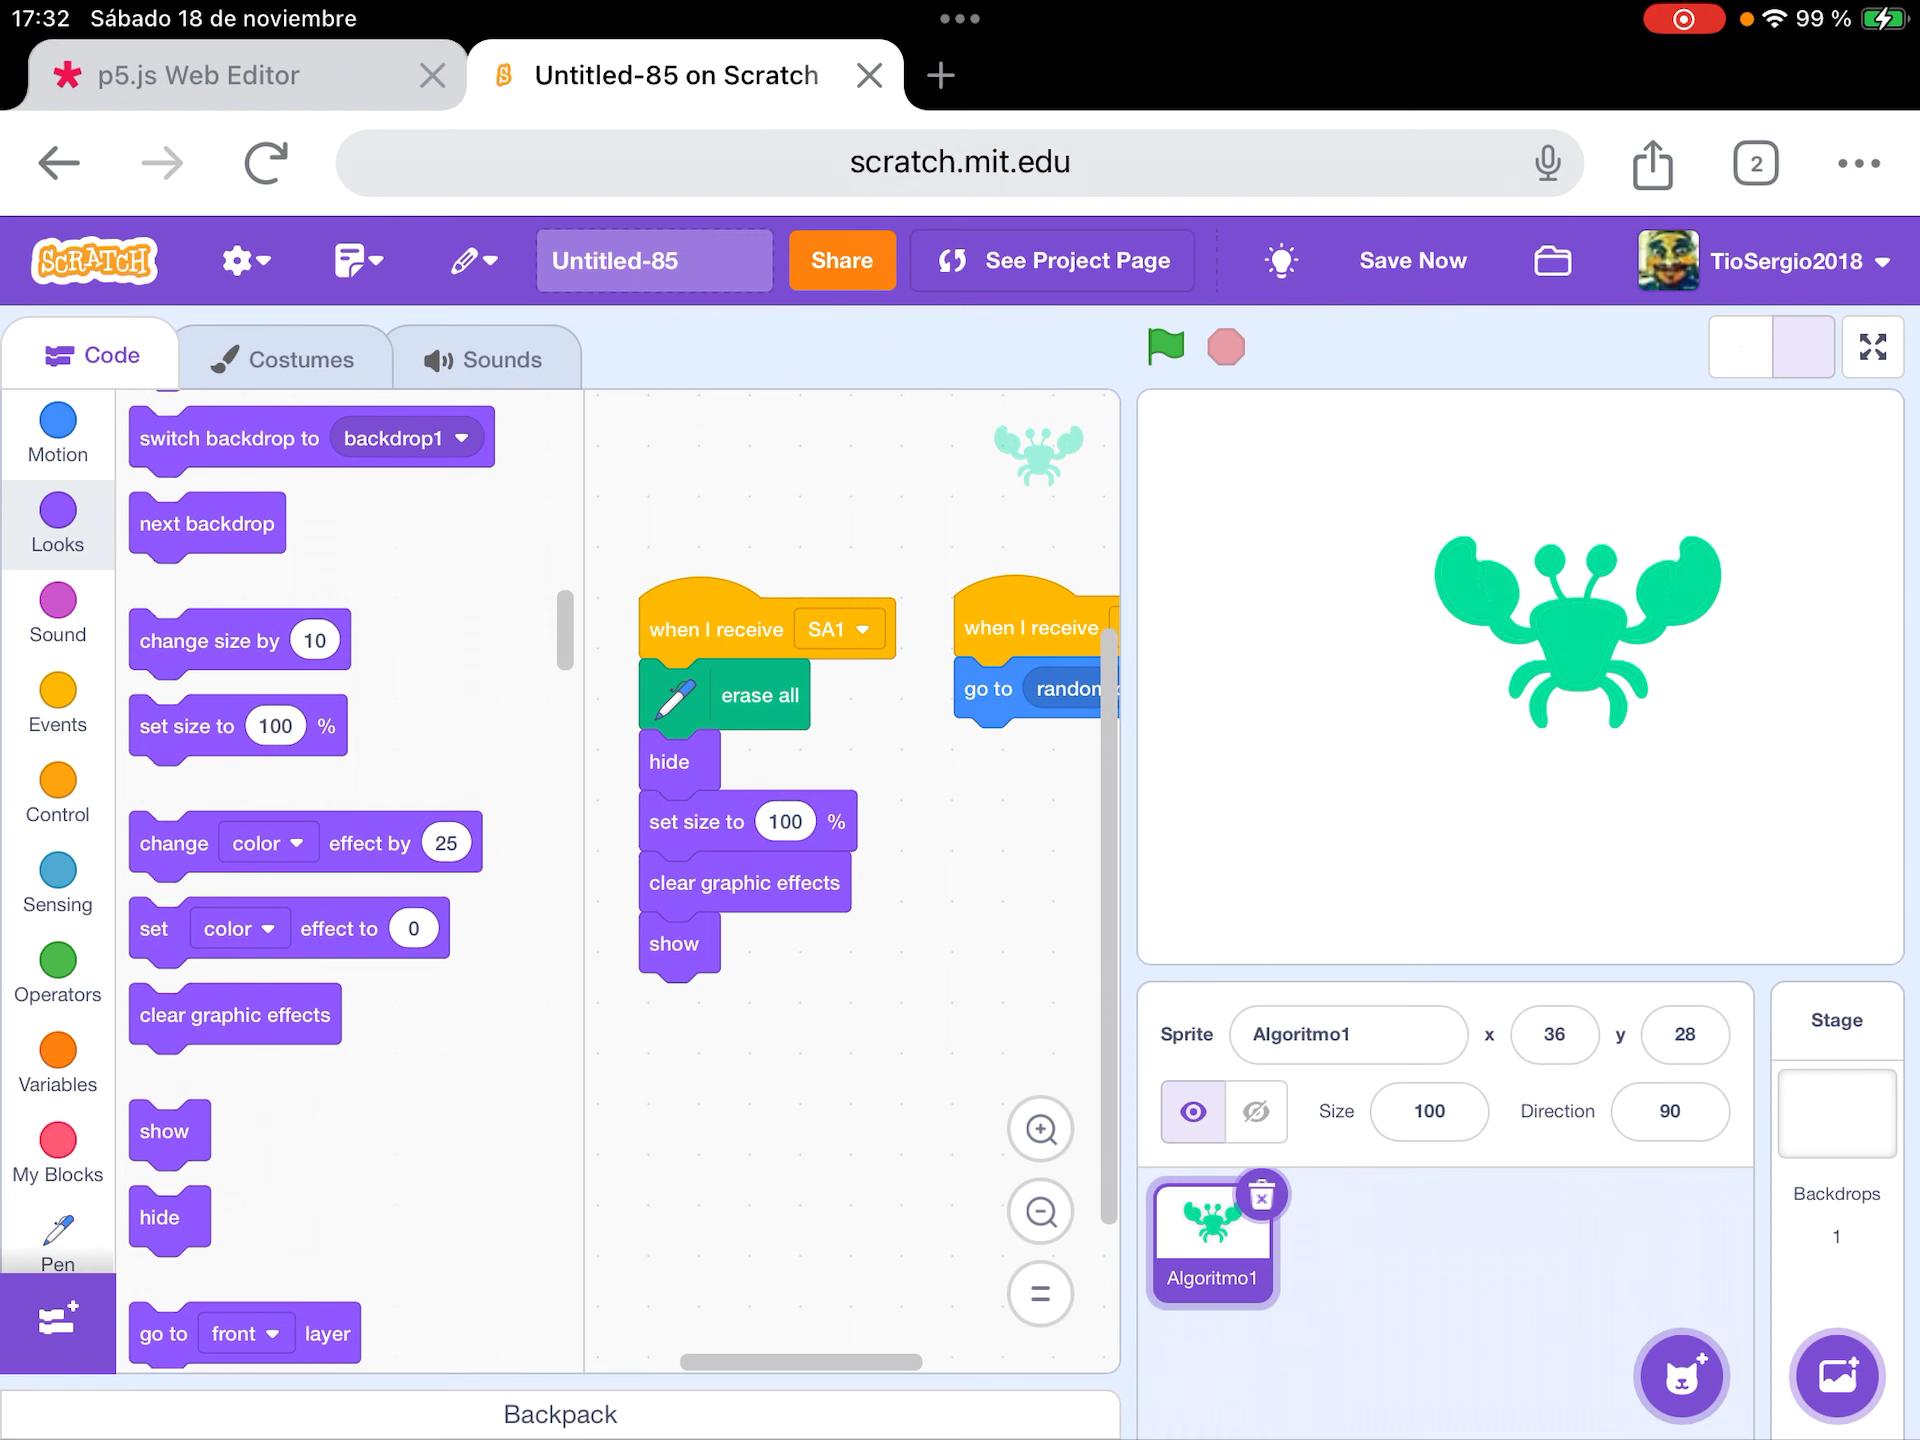 17:32 Sábado 18 de noviembre
99 %
p5.js Web Editor
Untitled-85 on Scratch
scratch.mit.edu
2
SCRATCH
Untitled-85
Share
See Project Page
Save Now
TioSergio2018
Code
Costumes
Sounds
Motion
Looks
Sound
Events
Control
Sensing
Operators
Variables
My Blocks
Pen
switch backdrop to backdrop1
next backdrop
change size by 10
set size to 100 %
change color effect by 25
set color effect to 0
clear graphic effects
show
hide
go to front layer
when I receive SA1
erase all
hide
set size to 100 %
clear graphic effects
show
when I receive
go to random
Sprite Algoritmo1 x 36 y 28
Size 100 Direction 90
Algoritmo1
Stage
Backdrops
1
Backpack